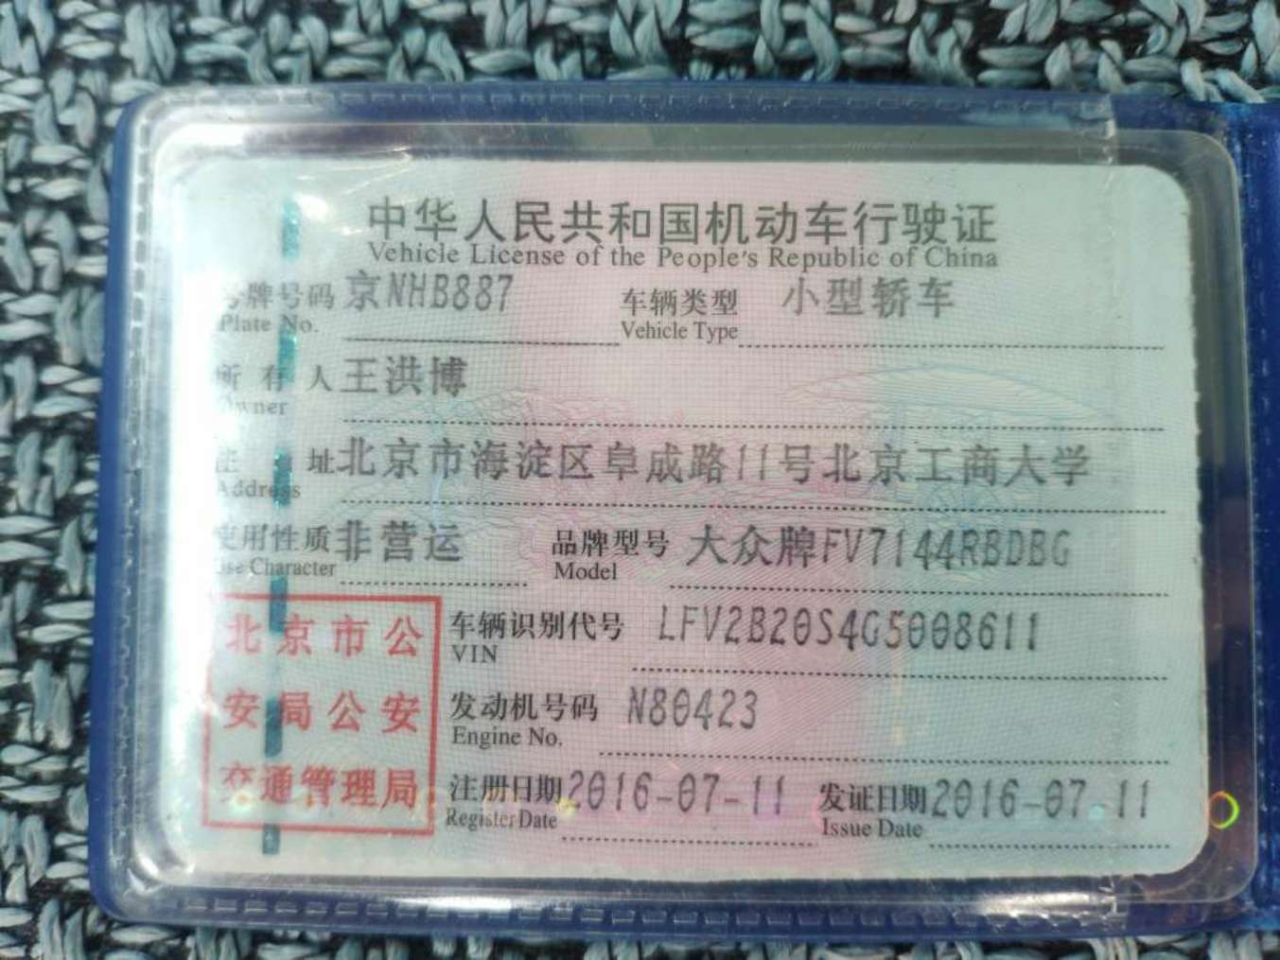 中华人民共和国机动车行驶证
Vehicle License of the People's Republic of China
号牌号码 京NHB887 车辆类型 小型轿车
Plate No. Vehicle Type
所有人 王洪博
Owner
住址 北京市海淀区阜成路11号北京工商大学
Address
使用性质 非营运 品牌型号 大众牌FV7144RBDBG
Use Character Model
北京市公
安局公安
交通管理局
车辆识别代号 LFV2B20S4G5008611
VIN
发动机号码 N80423
Engine No.
注册日期 2016-07-11 发证日期 2016-07-11
Register Date Issue Date